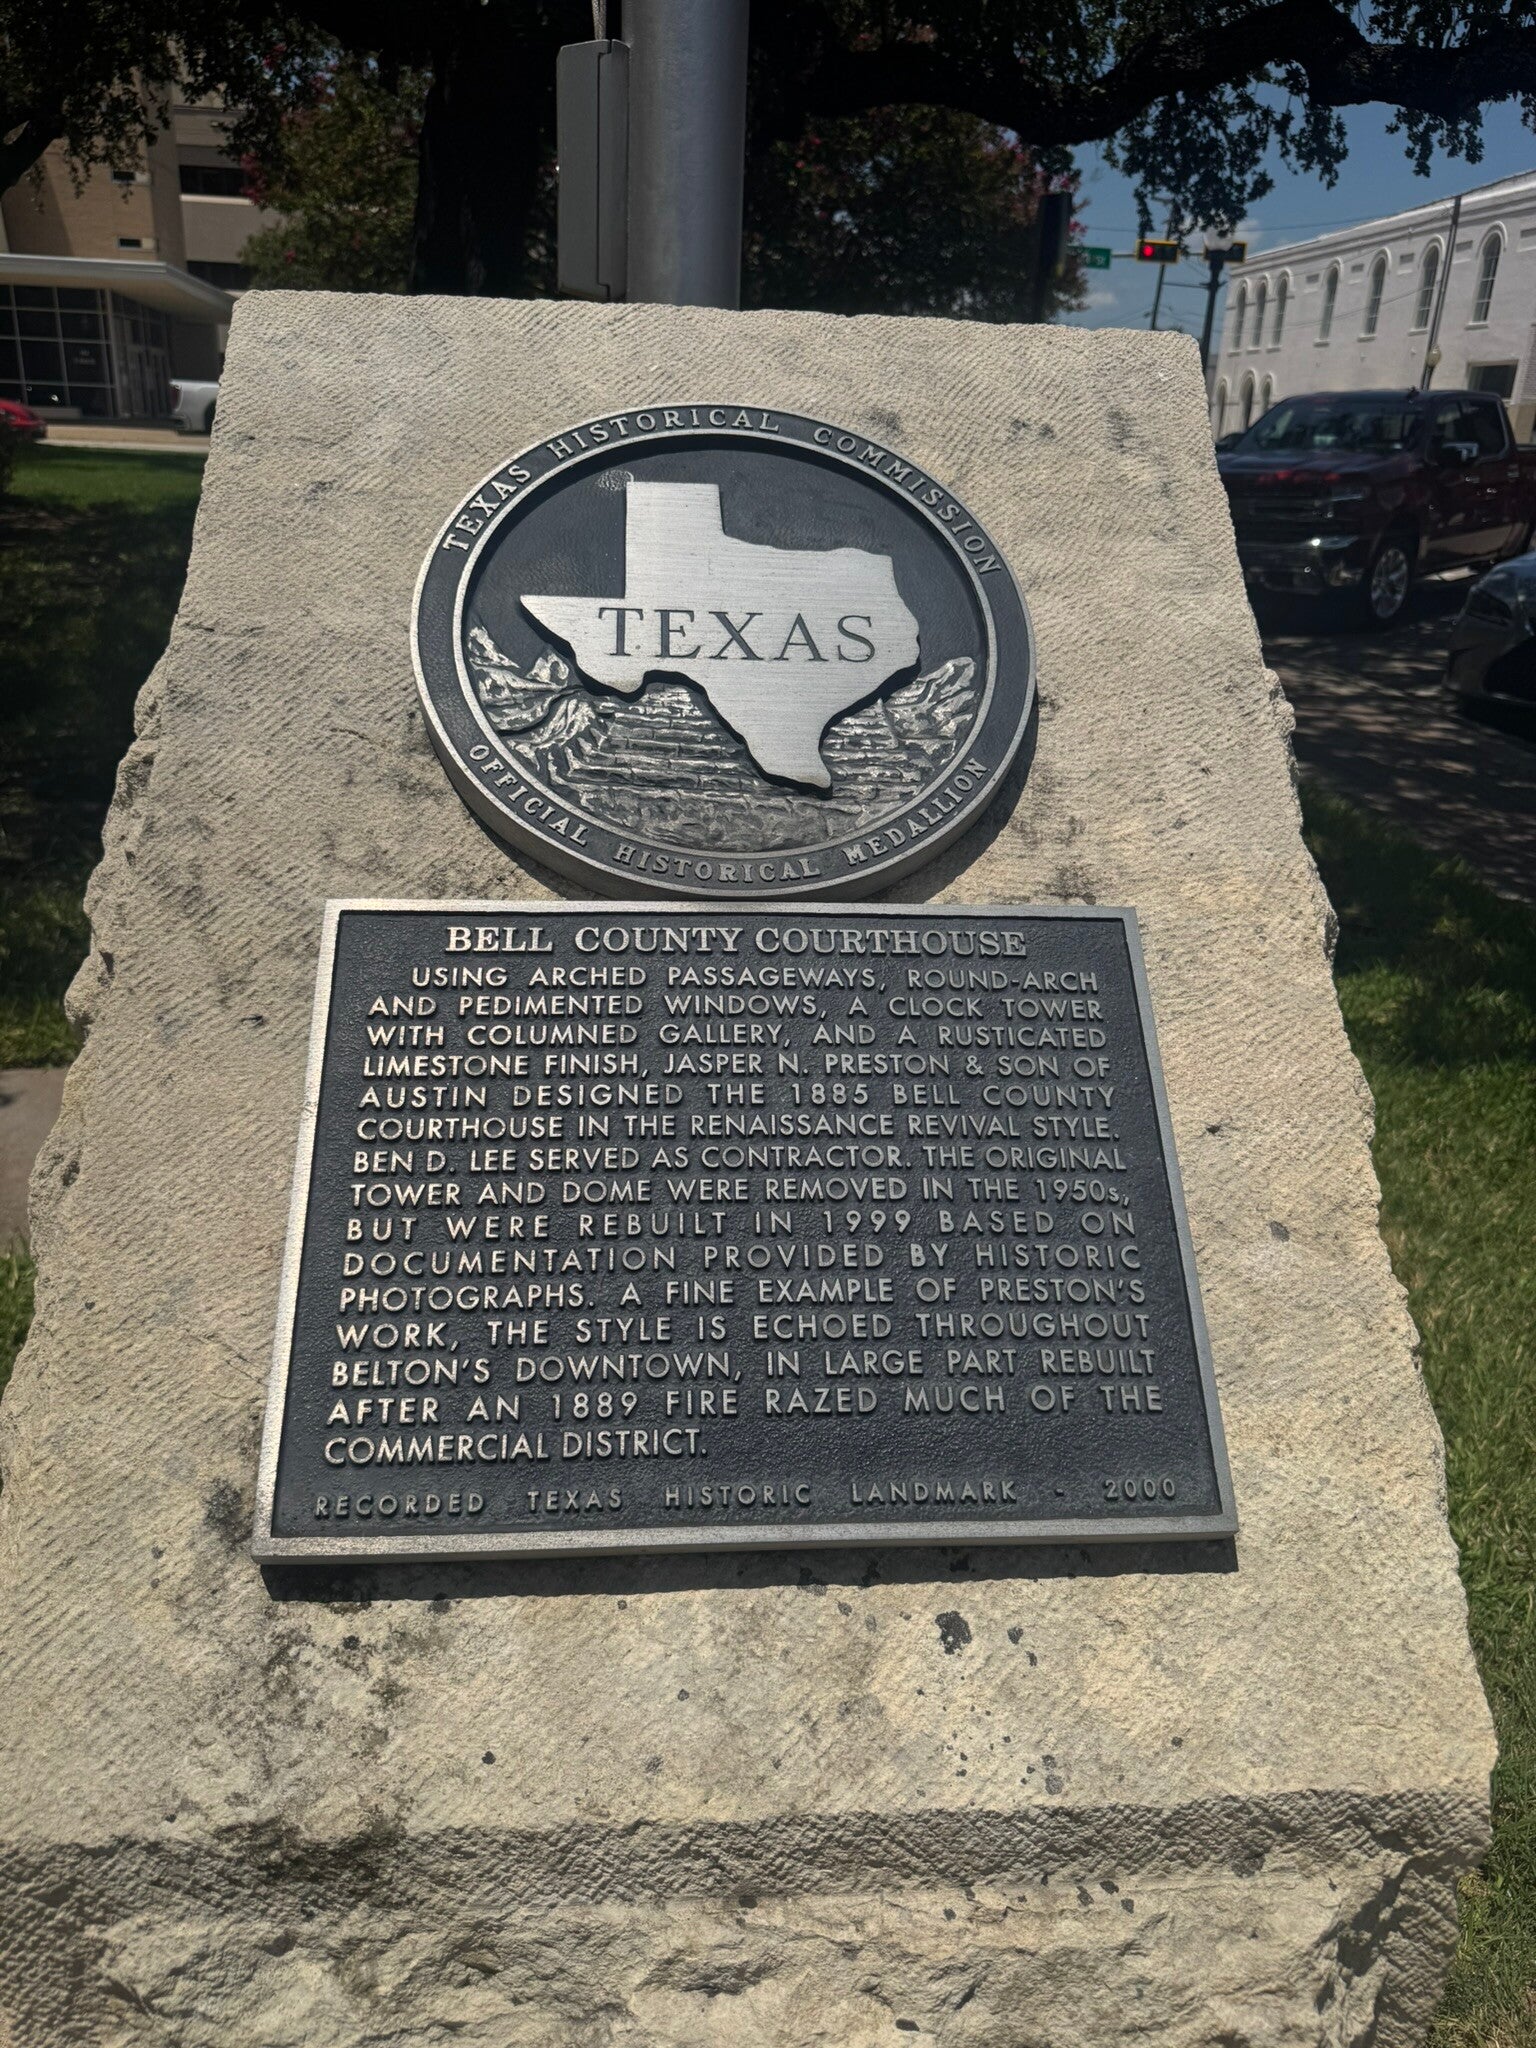 TEXAS HISTORICAL COMMISSION
TEXAS
OFFICIAL HISTORICAL MEDALLION
BELL COUNTY COURTHOUSE
USING ARCHED PASSAGEWAYS, ROUND-ARCH
AND PEDIMENTED WINDOWS, A CLOCK TOWER
WITH COLUMNED GALLERY, AND A RUSTICATED
LIMESTONE FINISH, JASPER N. PRESTON & SON OF
AUSTIN DESIGNED THE 1885 BELL COUNTY
COURTHOUSE IN THE RENAISSANCE REVIVAL STYLE.
BEN D. LEE SERVED AS CONTRACTOR. THE ORIGINAL
TOWER AND DOME WERE REMOVED IN THE 1950s,
BUT WERE REBUILT IN 1999 BASED ON
DOCUMENTATION PROVIDED BY HISTORIC
PHOTOGRAPHS. A FINE EXAMPLE OF PRESTON'S
WORK, THE STYLE IS ECHOED THROUGHOUT
BELTON'S DOWNTOWN, IN LARGE PART REBUILT
AFTER AN 1889 FIRE RAZED MUCH OF THE
COMMERCIAL DISTRICT.
RECORDED TEXAS HISTORIC LANDMARK - 2000